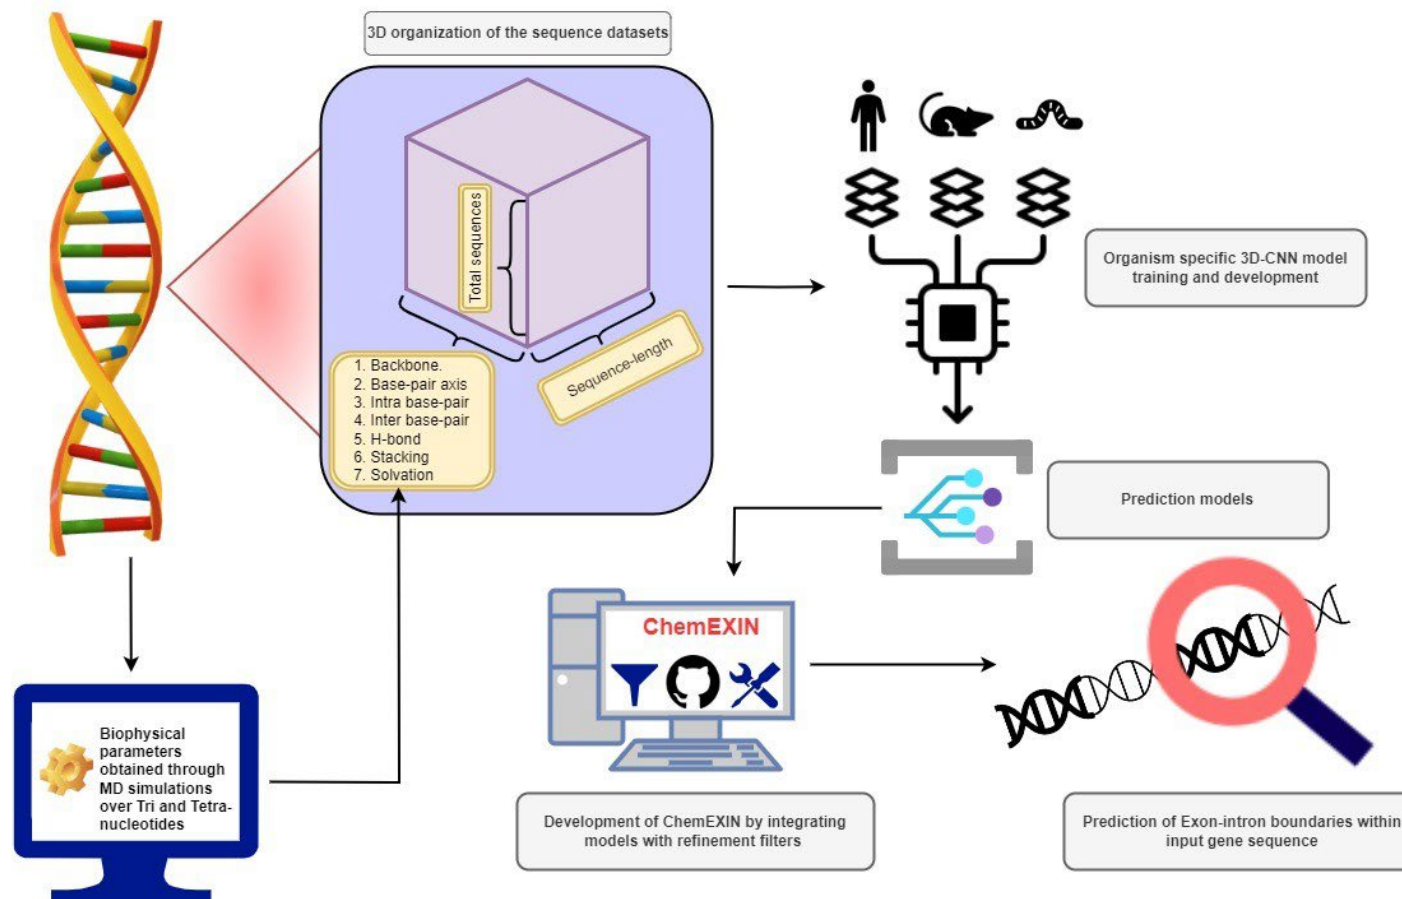 3D organization of the sequence datasets
Total sequences
Sequence-length
1. Backbone.
2. Base-pair axis
3. Intra base-pair
4. Inter base-pair
5. H-bond
6. Stacking
7. Solvation
Organism specific 3D-CNN model
training and development
Prediction models
Biophysical
parameters
obtained through
MD simulations
over Tri and Tetra-
nucleotides
ChemEXIN
Development of ChemEXIN by integrating
models with refinement filters
Prediction of Exon-intron boundaries within
input gene sequence